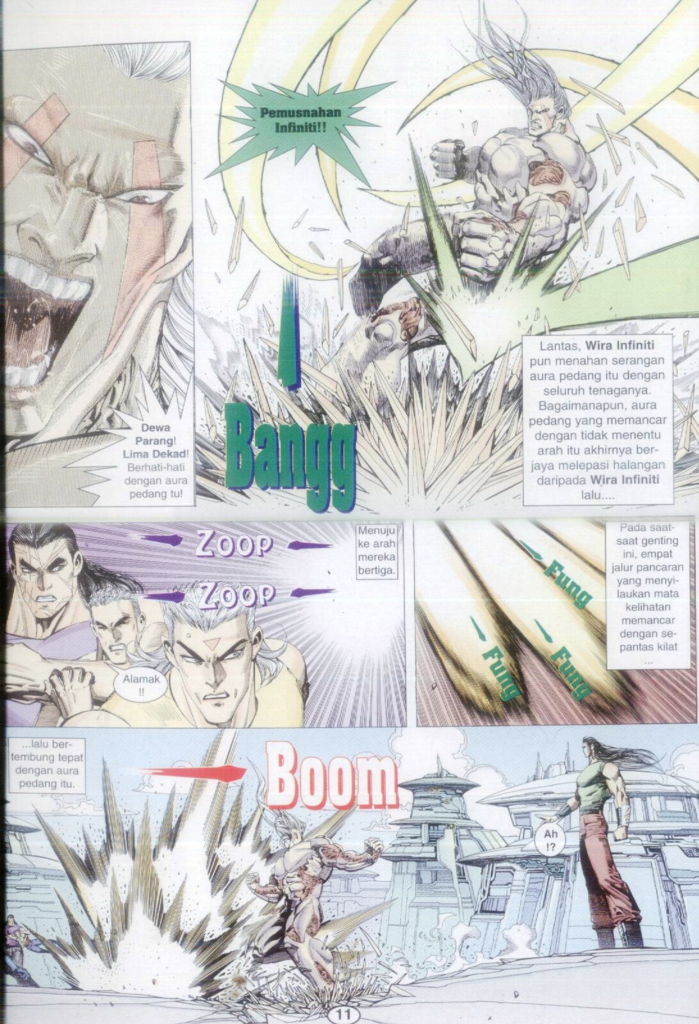 Pemusnahan
Infiniti!!
Dewa
Parang!
Lima Dekad!
Berhati-hati
dengan aura
pedang tu!
Bangg
Lantas, Wira Infiniti
pun menahan serangan
aura pedang itu dengan
seluruh tenaganya.
Bagaimanapun, aura
pedang yang memancar
dengan tidak menentu
arah itu akhirnya ber-
jaya melepasi halangan
daripada Wira Infiniti
lalu....
Zoop
Zoop
Menuju
ke arah
mereka
bertiga.
Alamak
!!
Pada saat-
saat genting
ini, empat
jalur pancaran
yang menyi-
laukan mata
kelihatan
memancar
dengan se-
pantas kilat
...
Fung
Fung
Fung
...lalu ber-
tembung tepat
dengan aura
pedang itu.
Boom
Ah
!?
11